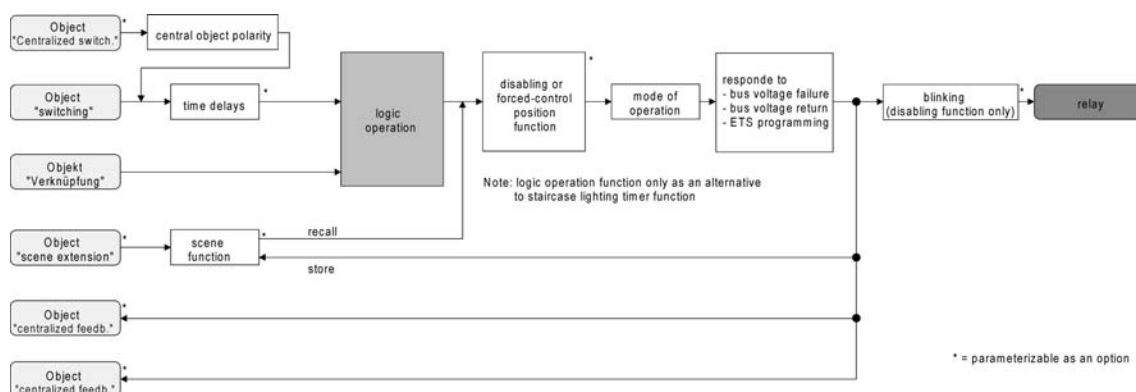 Object
"Centralized switch."
*
central object polarity
Object
"switching"
time delays
*
logic
operation
disabling or
forced-control
position
function
*
mode of
operation
responde to
- bus voltage failure
- bus voltage return
- ETS programming
blinking
(disabling function only)
*
relay
Objekt
"Verknüpfung"
Note: logic operation function only as an alternative
to staircase lighting timer function
Object
"scene extension"
*
scene
function
*
recall
store
Object
"centralized feedb."
*
* = parameterizable as an option
Object
"centralized feedb."
*